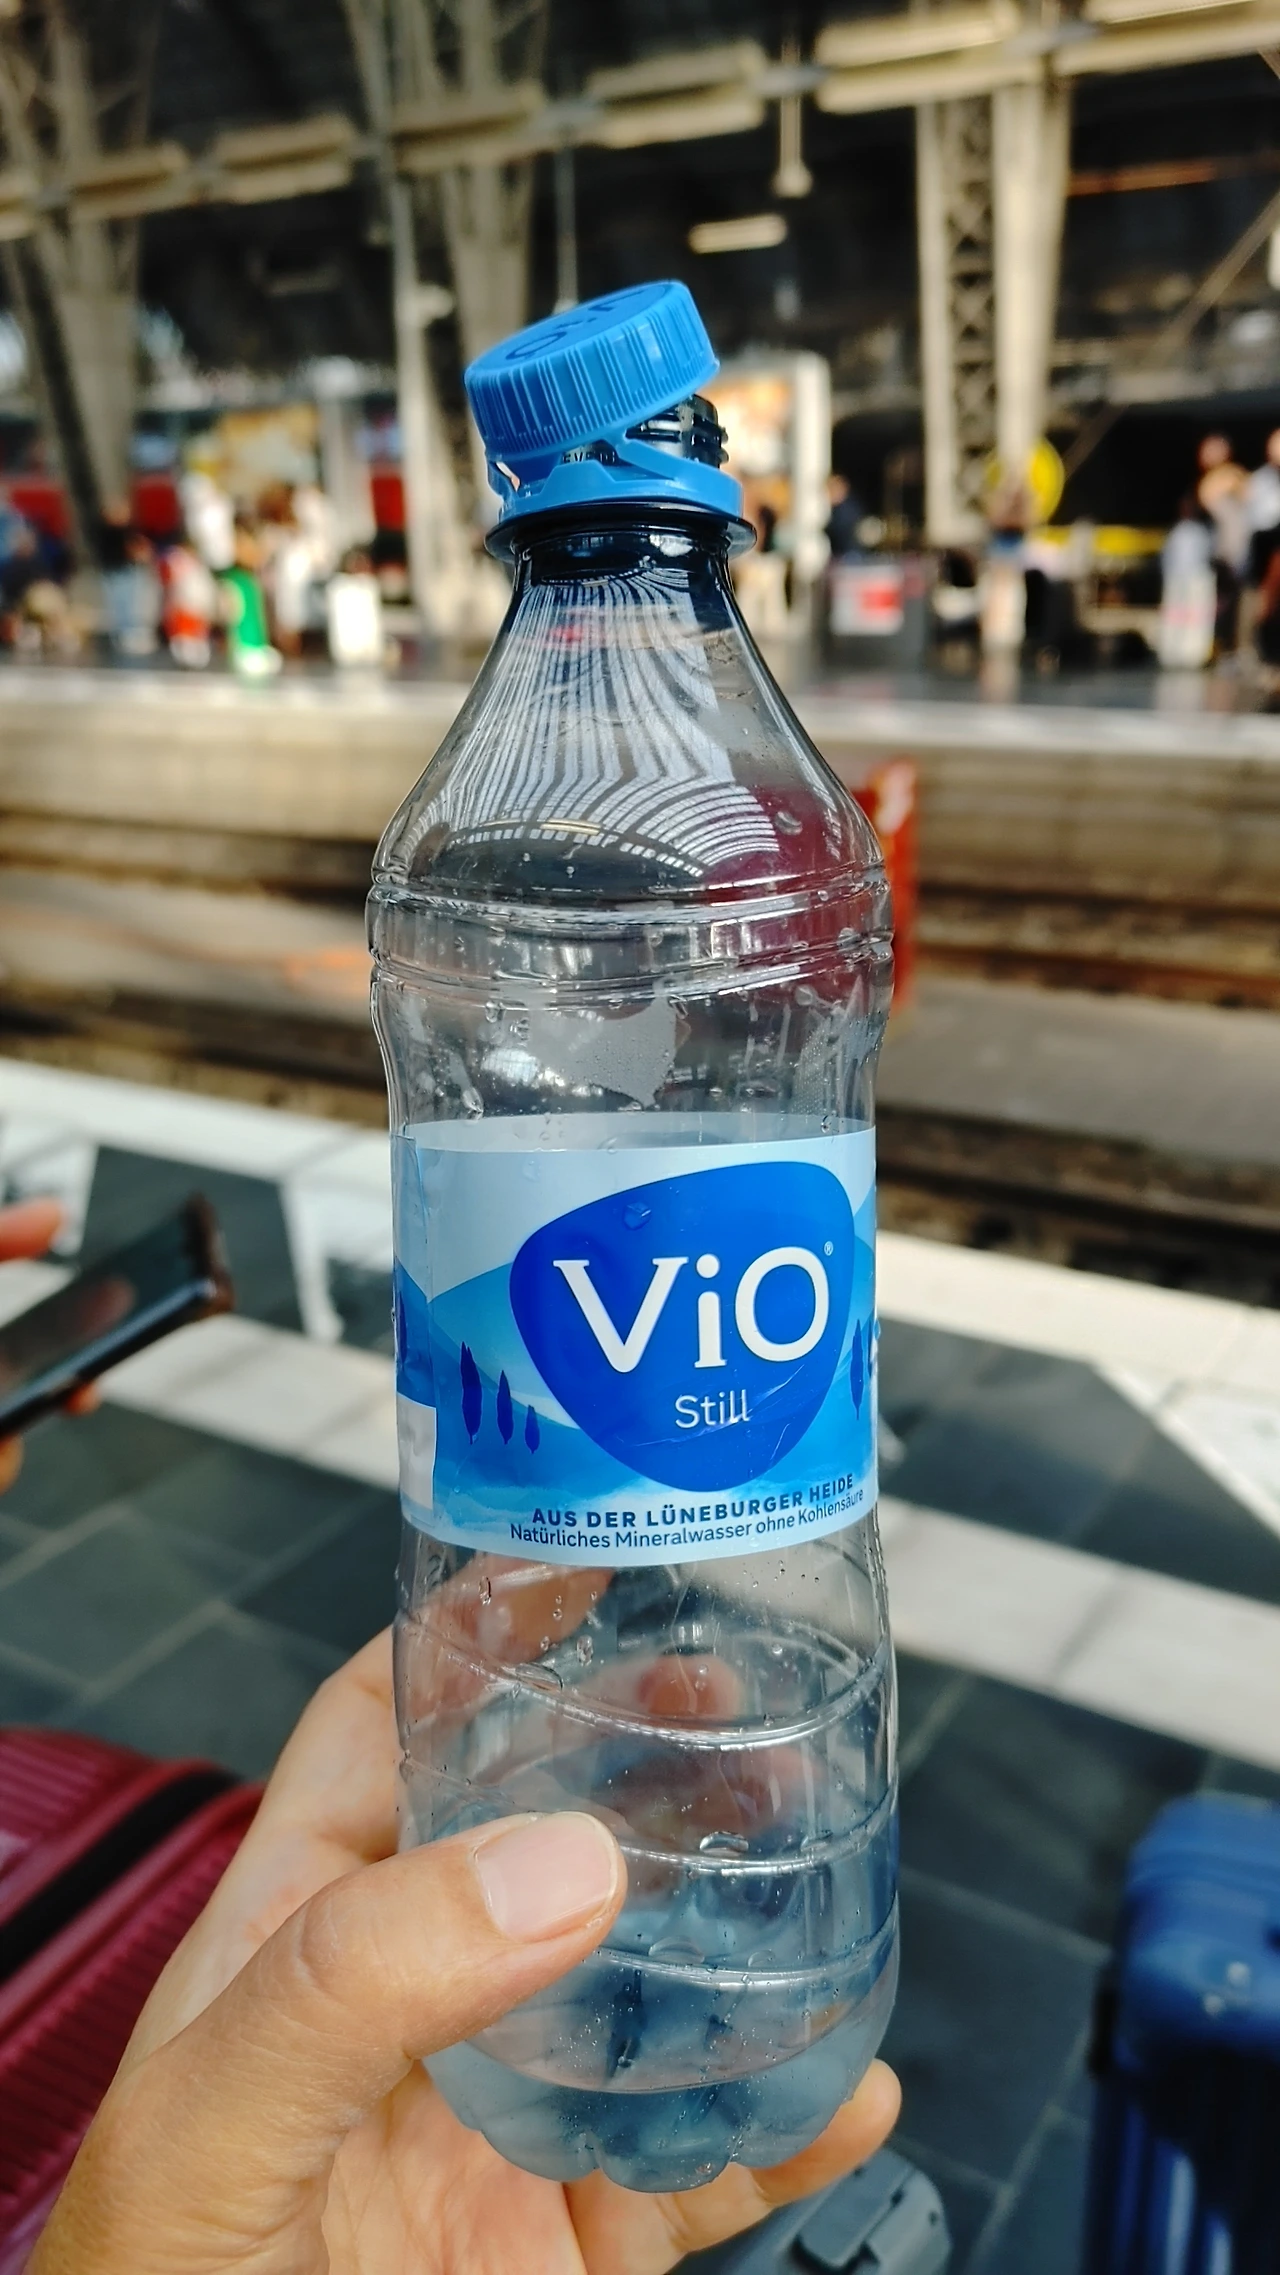 ViO®
Still
AUS DER LÜNEBURGER HEIDE
Natürliches Mineralwasser ohne Kohlensäure